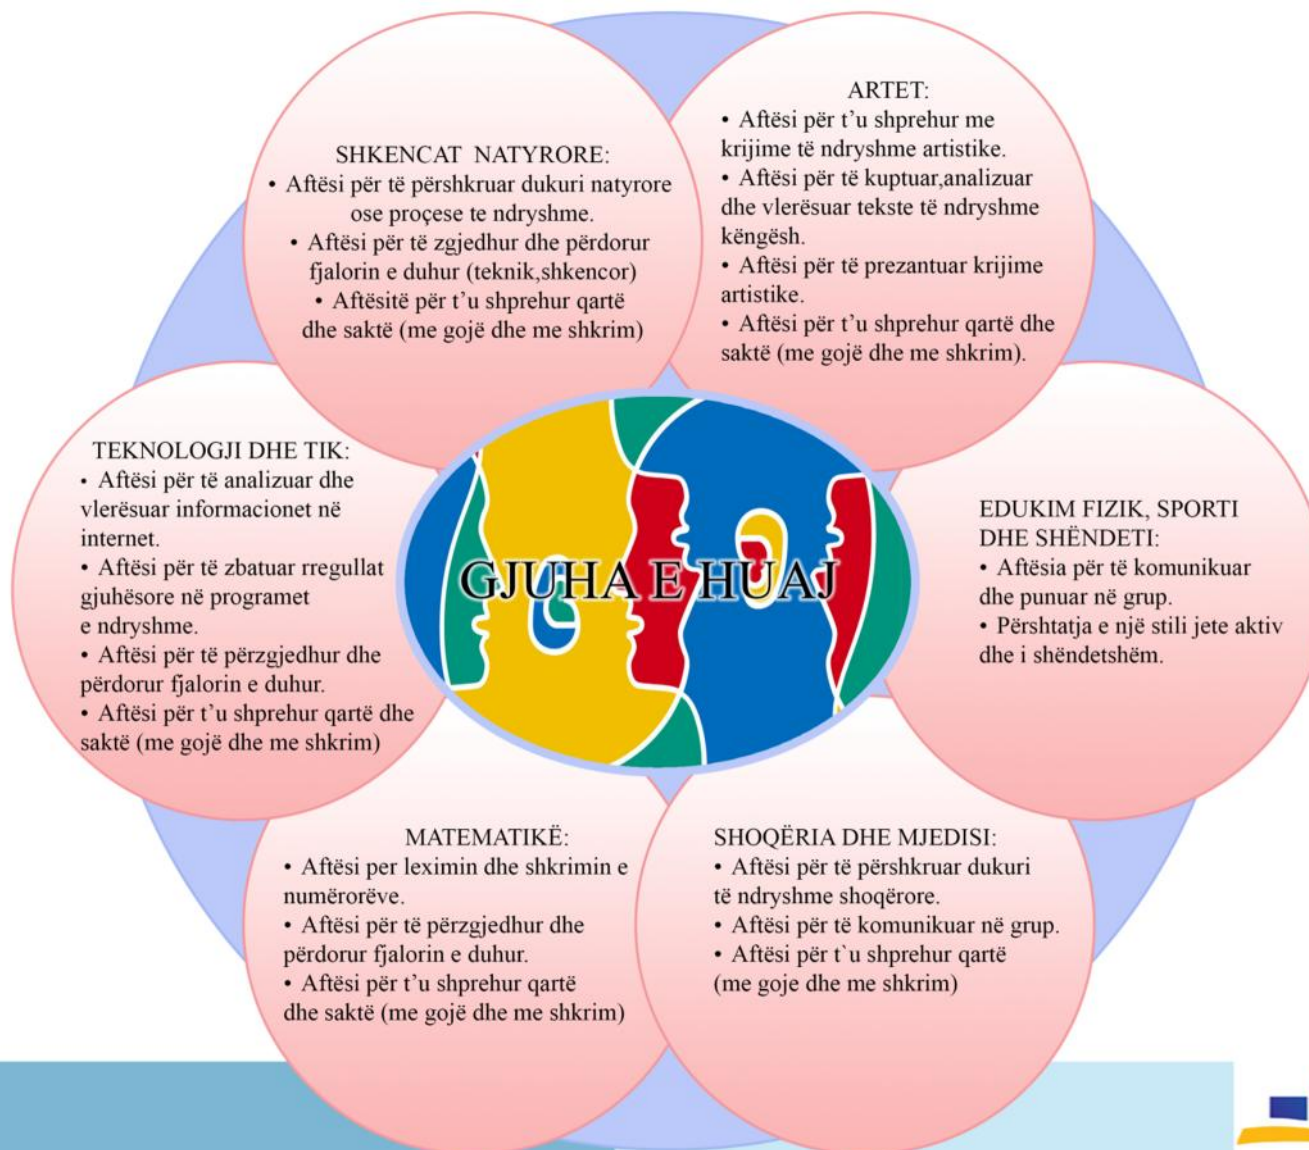 ARTET:
• Aftësi për t’u shprehur me
krijime të ndryshme artistike.
• Aftësi për të kuptuar,analizuar
dhe vlerësuar tekste të ndryshme
këngësh.
• Aftësi për të prezantuar krijime
artistike.
• Aftësi për t’u shprehur qartë dhe
saktë (me gojë dhe me shkrim).
SHKENCAT NATYRORE:
• Aftësi për të përshkruar dukuri natyrore
ose proçese te ndryshme.
• Aftësi për të zgjedhur dhe përdorur
fjalorin e duhur (teknik,shkencor)
• Aftësitë për t’u shprehur qartë
dhe saktë (me gojë dhe me shkrim)
TEKNOLOGJI DHE TIK:
• Aftësi për të analizuar dhe
vlerësuar informacionet në
internet.
• Aftësi për të zbatuar rregullat
gjuhësore në programet
e ndryshme.
• Aftësi për të përzgjedhur dhe
përdorur fjalorin e duhur.
• Aftësi për t’u shprehur qartë dhe
saktë (me gojë dhe me shkrim)
GJUHA E HUAJ
EDUKIM FIZIK, SPORTI
DHE SHËNDETI:
• Aftësia për të komunikuar
dhe punuar në grup.
• Përshtatja e një stili jete aktiv
dhe i shëndetshëm.
MATEMATIKË:
• Aftësi per leximin dhe shkrimin e
numërorëve.
• Aftësi për të përzgjedhur dhe
përdorur fjalorin e duhur.
• Aftësi për t’u shprehur qartë
dhe saktë (me gojë dhe me shkrim)
SHOQËRIA DHE MJEDISI:
• Aftësi për të përshkruar dukuri
të ndryshme shoqërore.
• Aftësi për të komunikuar në grup.
• Aftësi për t`u shprehur qartë
(me goje dhe me shkrim)